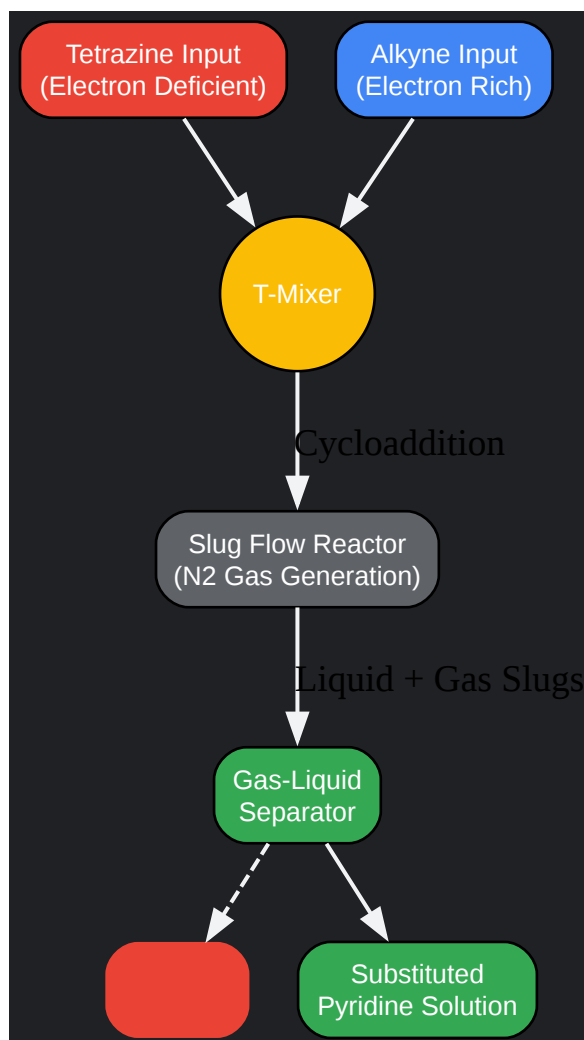 Tetrazine Input
(Electron Deficient)
Alkyne Input
(Electron Rich)
T-Mixer
Cycloaddition
Slug Flow Reactor
(N2 Gas Generation)
Liquid + Gas Slugs
Gas-Liquid
Separator
Substituted
Pyridine Solution